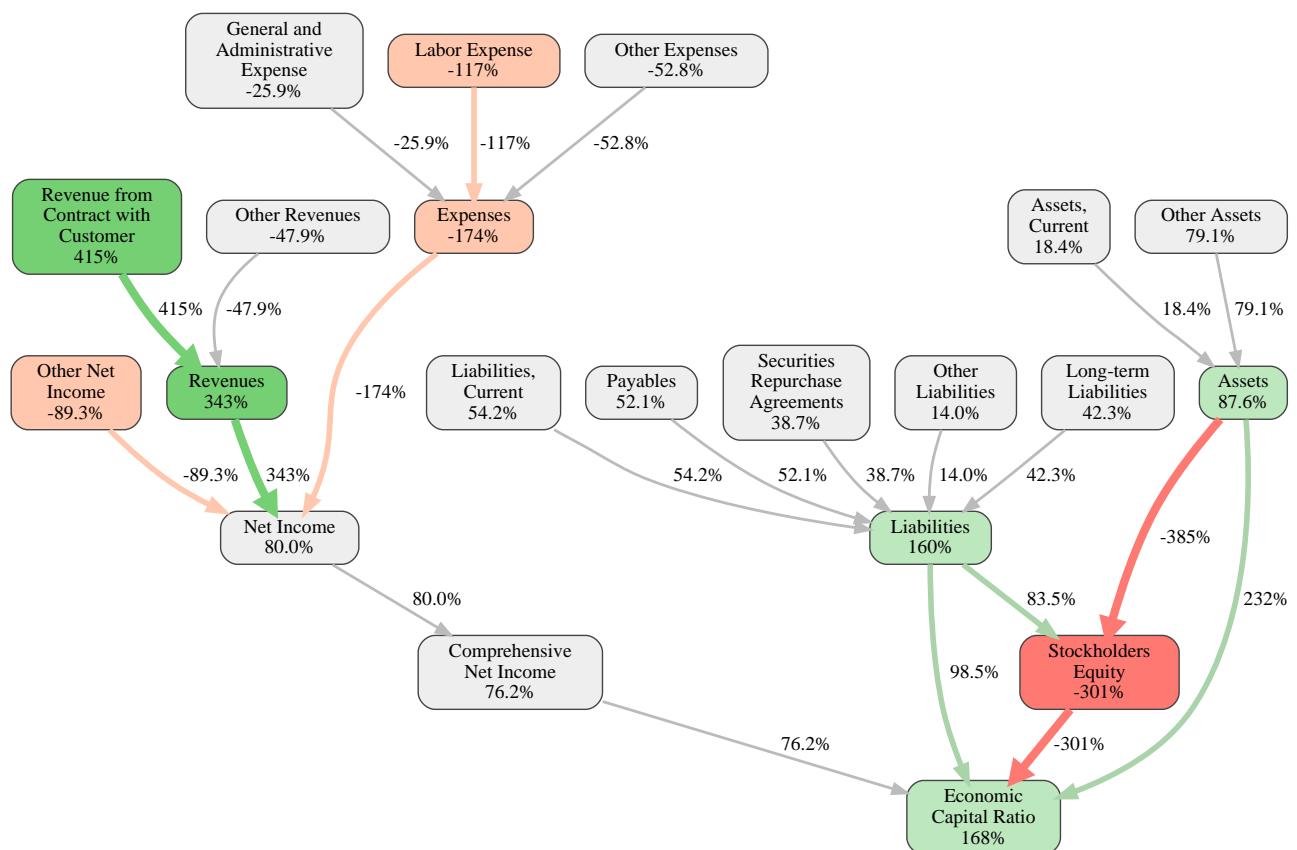 General and
Administrative
Expense
-25.9%
Labor Expense
-117%
Other Expenses
-52.8%
-25.9%
-117%
-52.8%
Revenue from
Contract with
Customer
415%
Other Revenues
-47.9%
Expenses
-174%
Assets,
Current
18.4%
Other Assets
79.1%
415%
-47.9%
18.4%
79.1%
Other Net
Income
-89.3%
Revenues
343%
-174%
Liabilities,
Current
54.2%
Payables
52.1%
Securities
Repurchase
Agreements
38.7%
Other
Liabilities
14.0%
Long-term
Liabilities
42.3%
Assets
87.6%
-89.3%
343%
54.2%
52.1%
38.7%
14.0%
42.3%
Net Income
80.0%
Liabilities
160%
-385%
80.0%
83.5%
232%
Comprehensive
Net Income
76.2%
98.5%
Stockholders
Equity
-301%
76.2%
-301%
Economic
Capital Ratio
168%